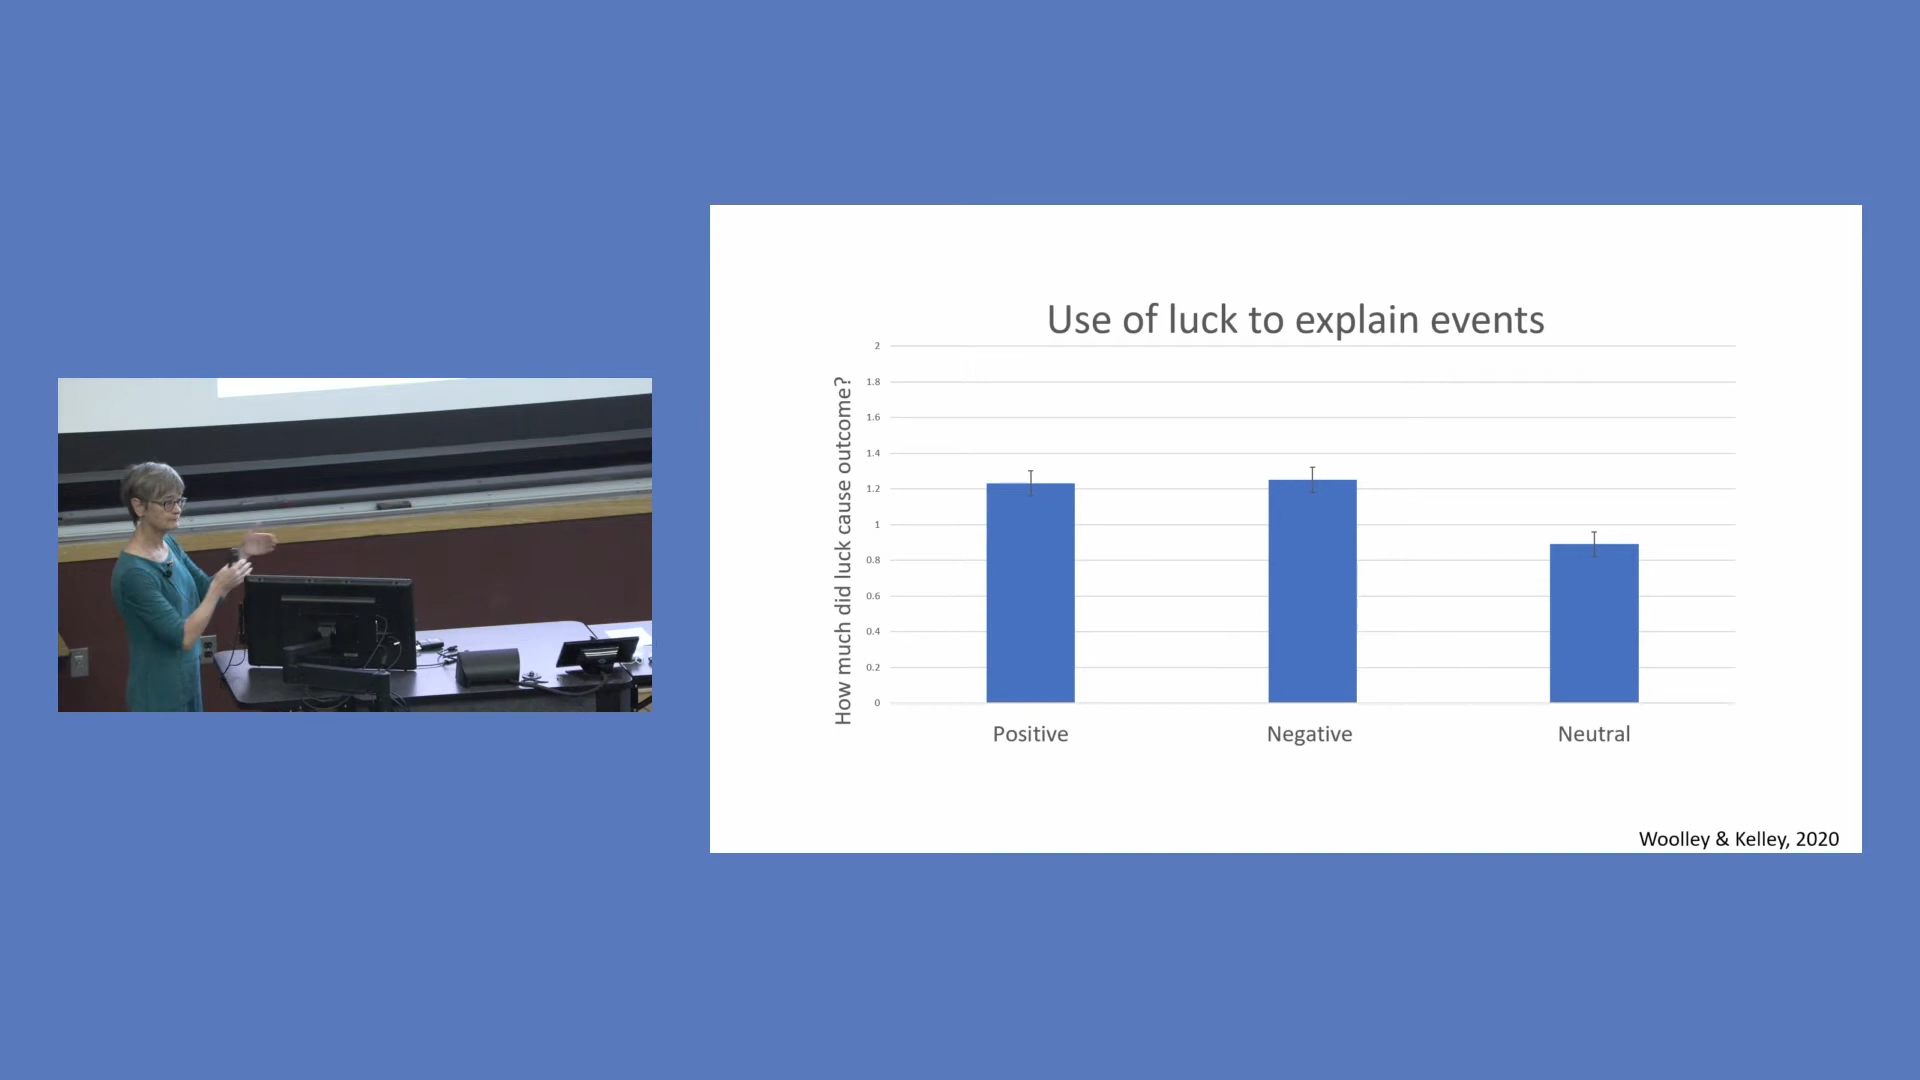 Use of luck to explain events
How much did luck cause outcome?
2
1.8
1.6
1.4
1.2
1
0.8
0.6
0.4
0.2
0
Positive Negative Neutral
Woolley & Kelley, 2020